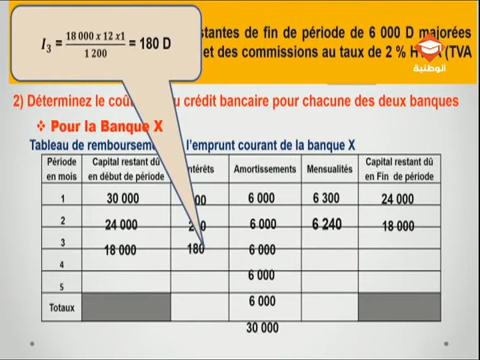 I₃ = 18 000 x 12 x1 / 1 200 = 180 D
stantes de fin de période de 6 000 D majorées
et des commissions au taux de 2 % (TVA
الوطنية
2) Déterminez le coû u crédit bancaire pour chacune des deux banques
❖ Pour la Banque X
Tableau de remboursemen l’emprunt courant de la banque X
Période en mois Capital restant dû en début de période ntérêts Amortissements Mensualités Capital restant dû en Fin de période
1 30 000 00 6 000 6 300 24 000
2 24 000 2 0 6 000 6 240 18 000
3 18 000 180 6 000
4 6 000
5 6 000
Totaux 30 000